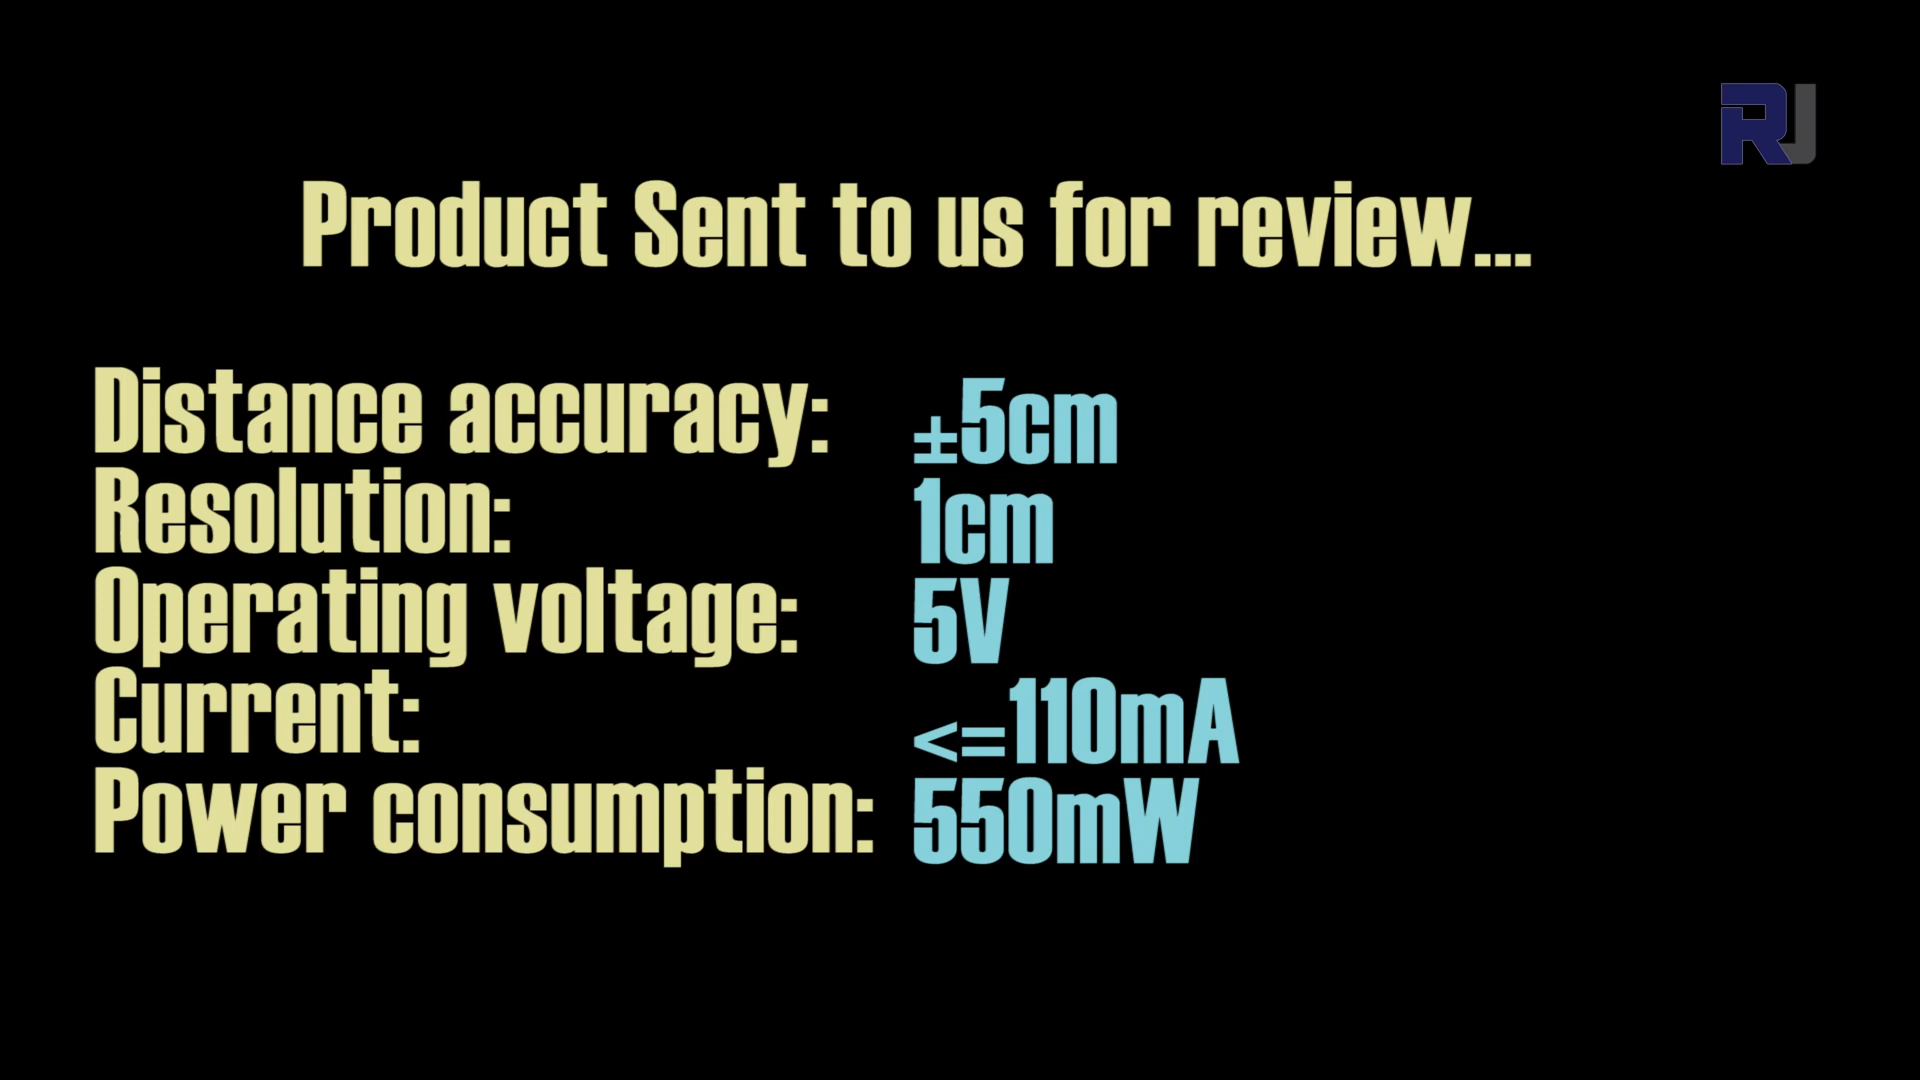 RJ
Product Sent to us for review...
Distance accuracy: ±5cm
Resolution: 1cm
Operating voltage: 5V
Current: <=110mA
Power consumption: 550mW